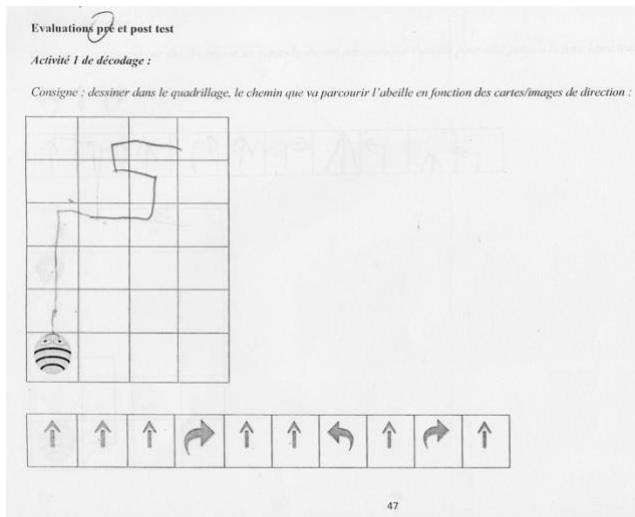 Evaluations pré et post test
Activité 1 de décodage :
Consigne : dessiner dans le quadrillage, le chemin que va parcourir l'abeille en fonction des cartes/images de direction :
47